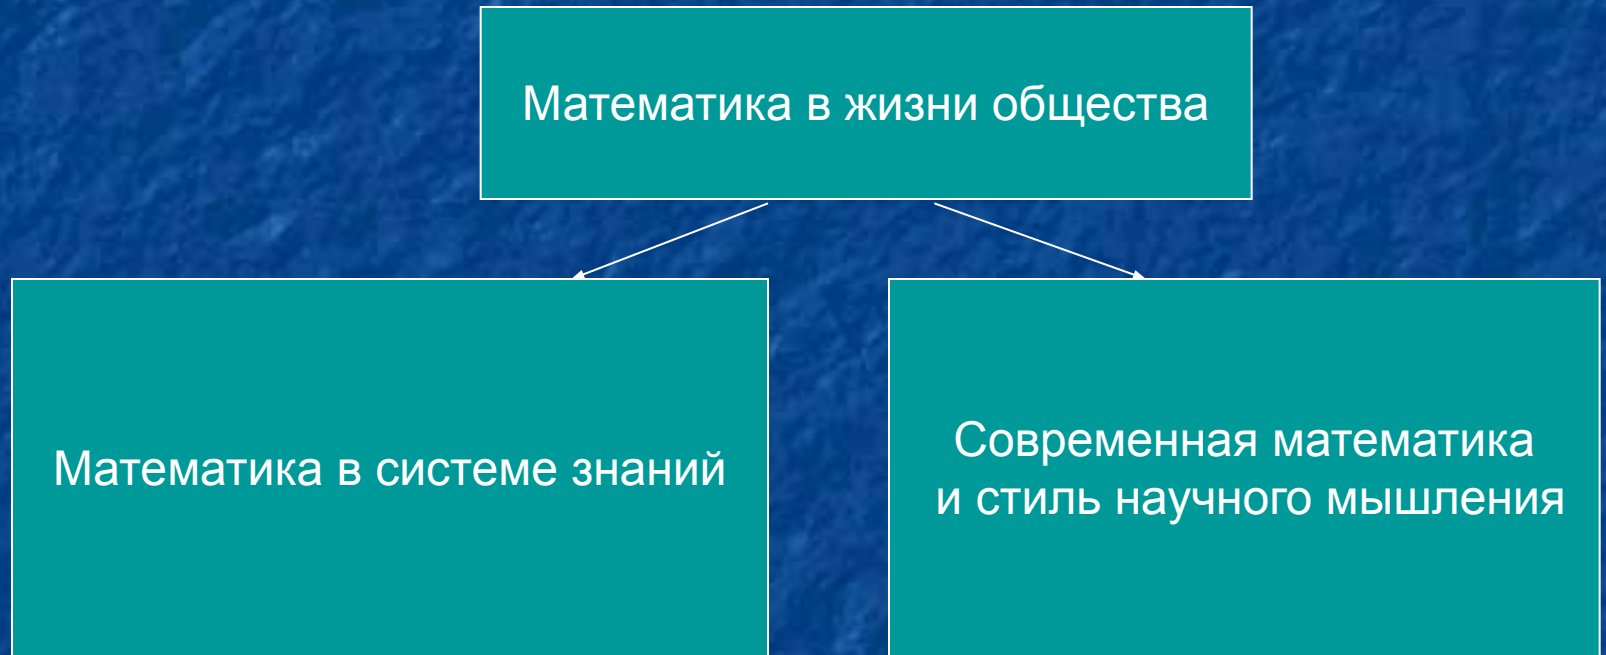 Математика в жизни общества
Математика в системе знаний
Современная математика
и стиль научного мышления